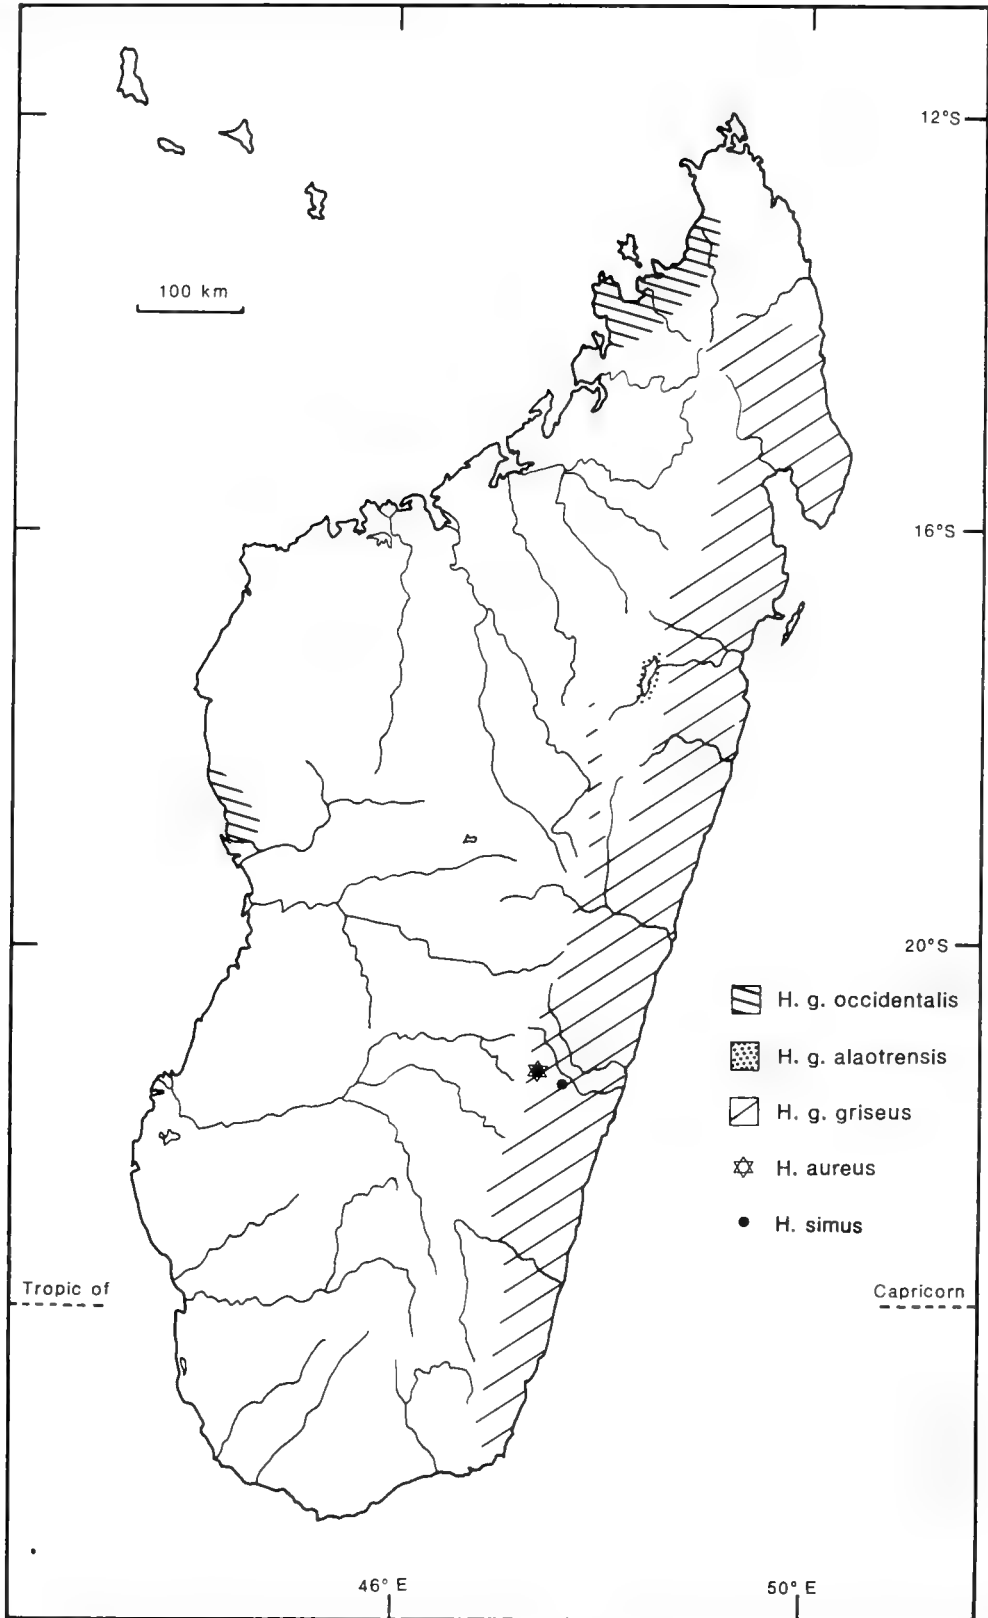 12°S
100 km
16°S
20°S
H. g. occidentalis
H. g. alaotrensis
H. g. griseus
H. aureus
H. simus
Tropic of Capricorn
46° E 50° E